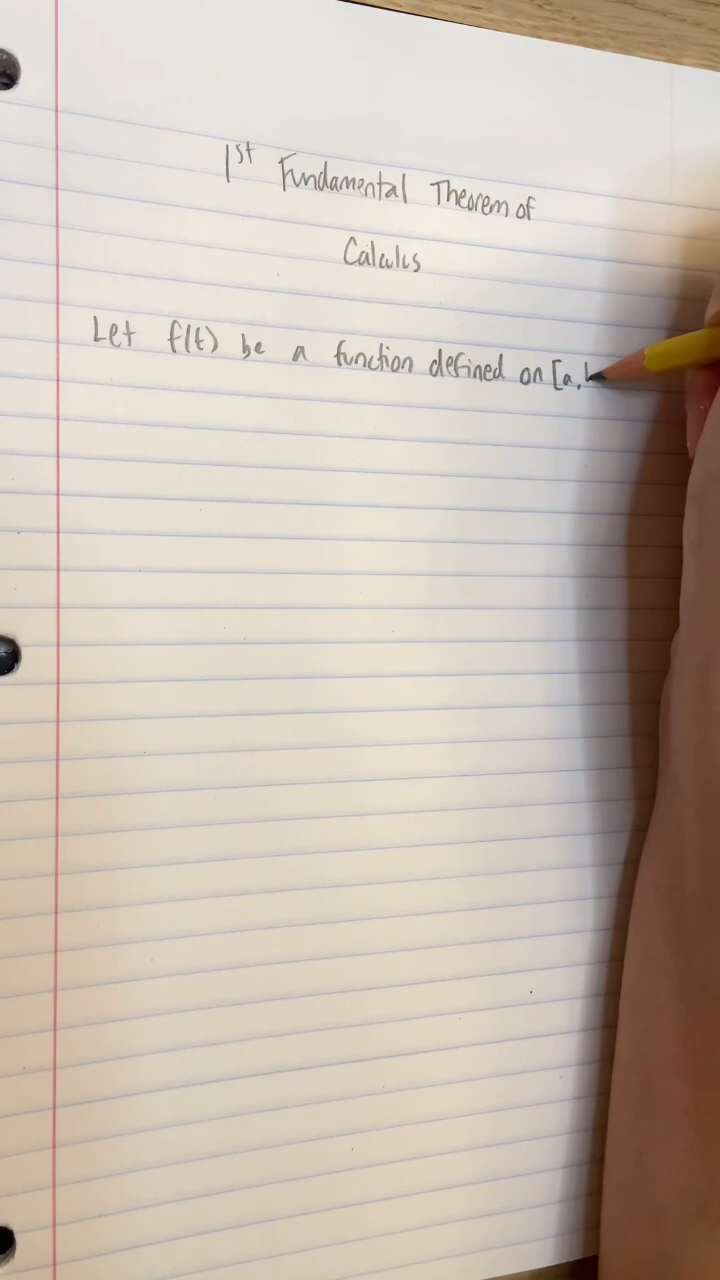 1st Fundamental Theorem of
Calculus
Let f(t) be a function defined on [a,